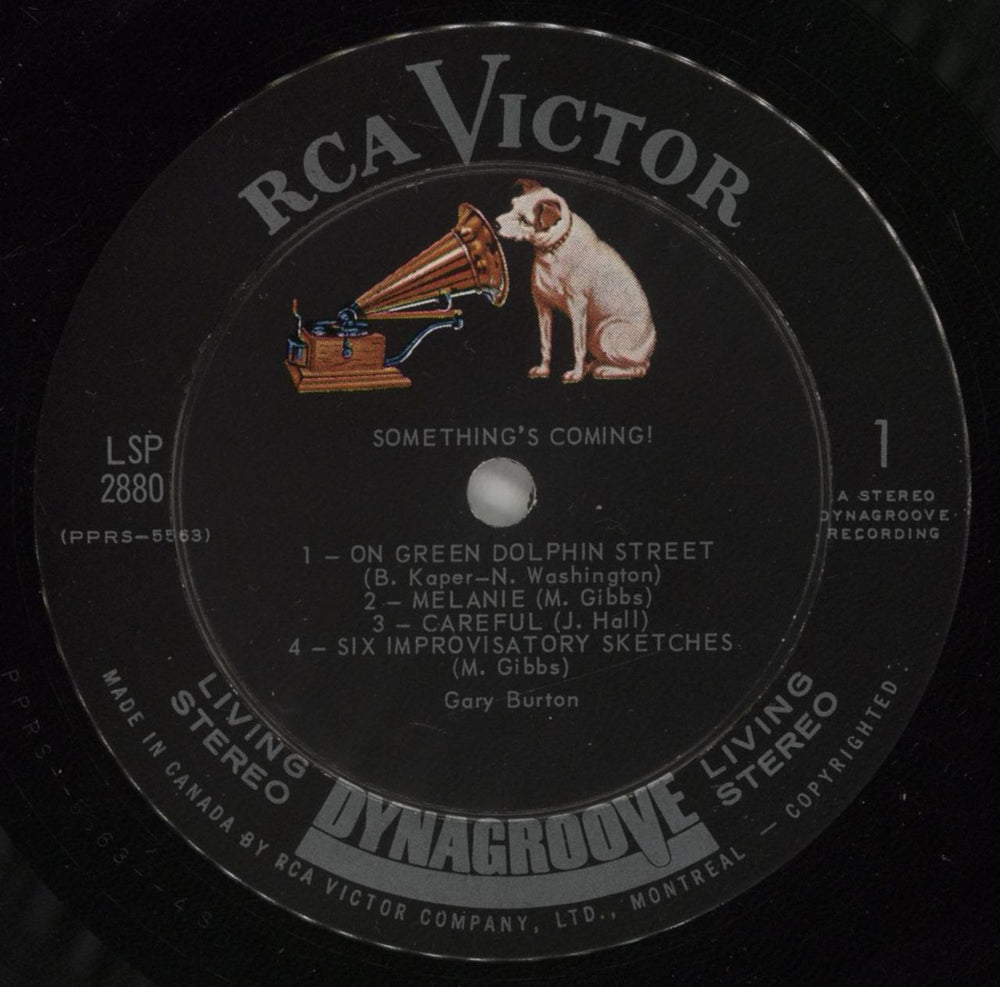 RCA VICTOR
SOMETHING'S COMING!
LSP
2880
(PPRS-5563)
1
A STEREO
DYNAGROOVE
RECORDING
1 – ON GREEN DOLPHIN STREET
(B. Kaper–N. Washington)
2 – MELANIE (M. Gibbs)
3 – CAREFUL (J. Hall)
4 – SIX IMPROVISATORY SKETCHES
(M. Gibbs)
Gary Burton
LIVING
STEREO
LIVING
STEREO
DYNAGROOVE
MADE IN CANADA BY RCA VICTOR COMPANY, LTD., MONTREAL – COPYRIGHTED